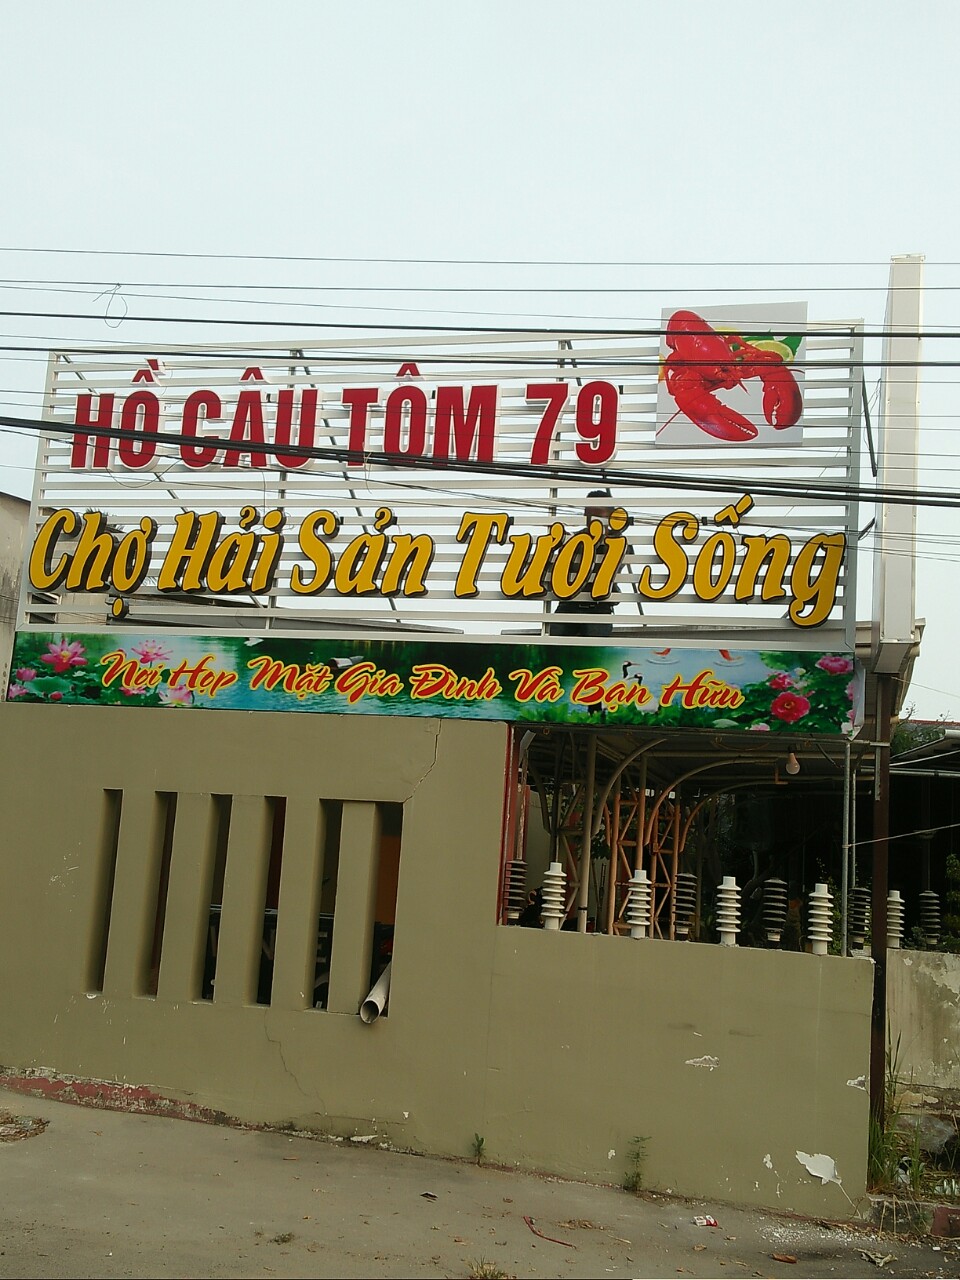 HỒ CÂU TÔM 79
Chợ Hải Sản Tươi Sống
Nơi Họp Mặt Gia Đình Và Bạn Hữu